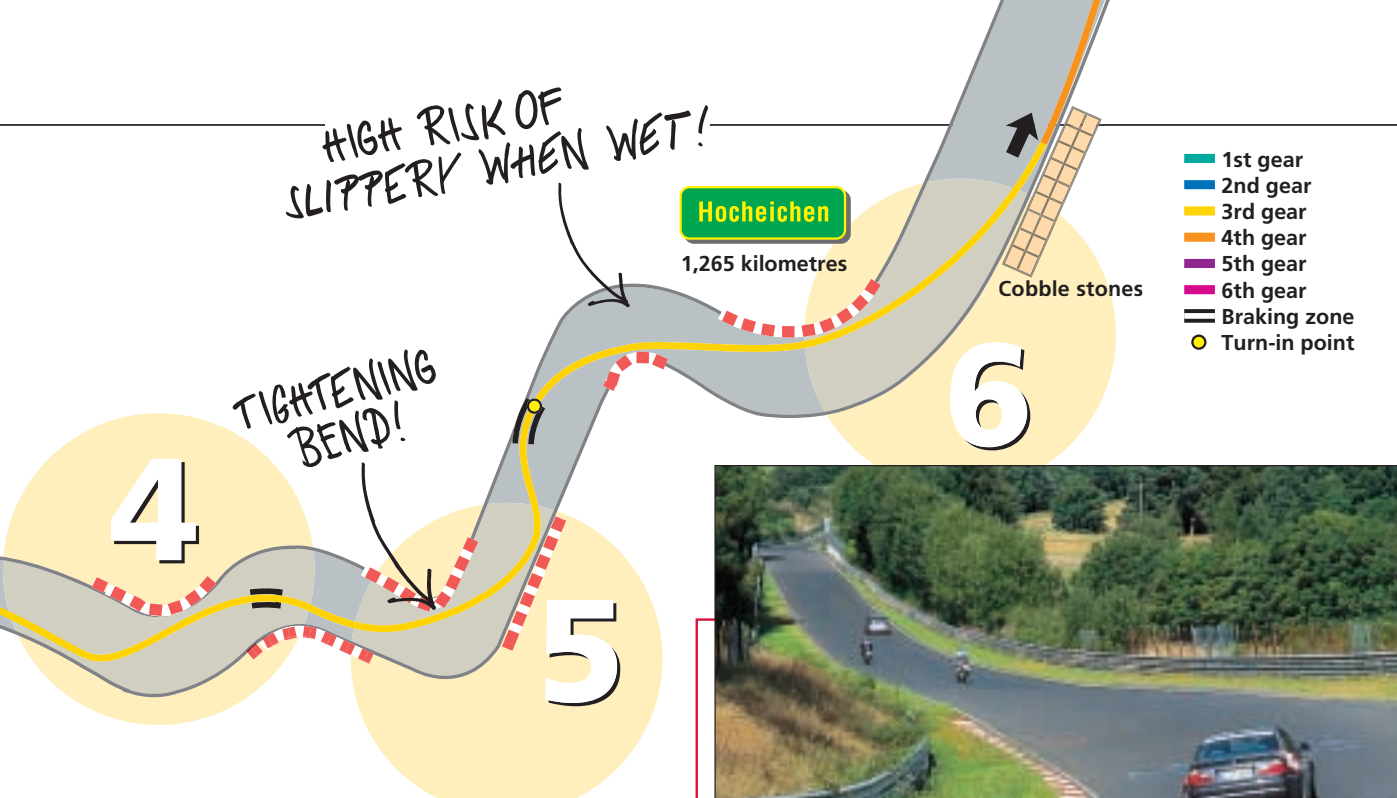 HIGH RISK OF
SLIPPERY WHEN WET!
Hocheichen
1,265 kilometres
TIGHTENING
BEND!
4
5
6
Cobble stones
1st gear
2nd gear
3rd gear
4th gear
5th gear
6th gear
Braking zone
Turn-in point